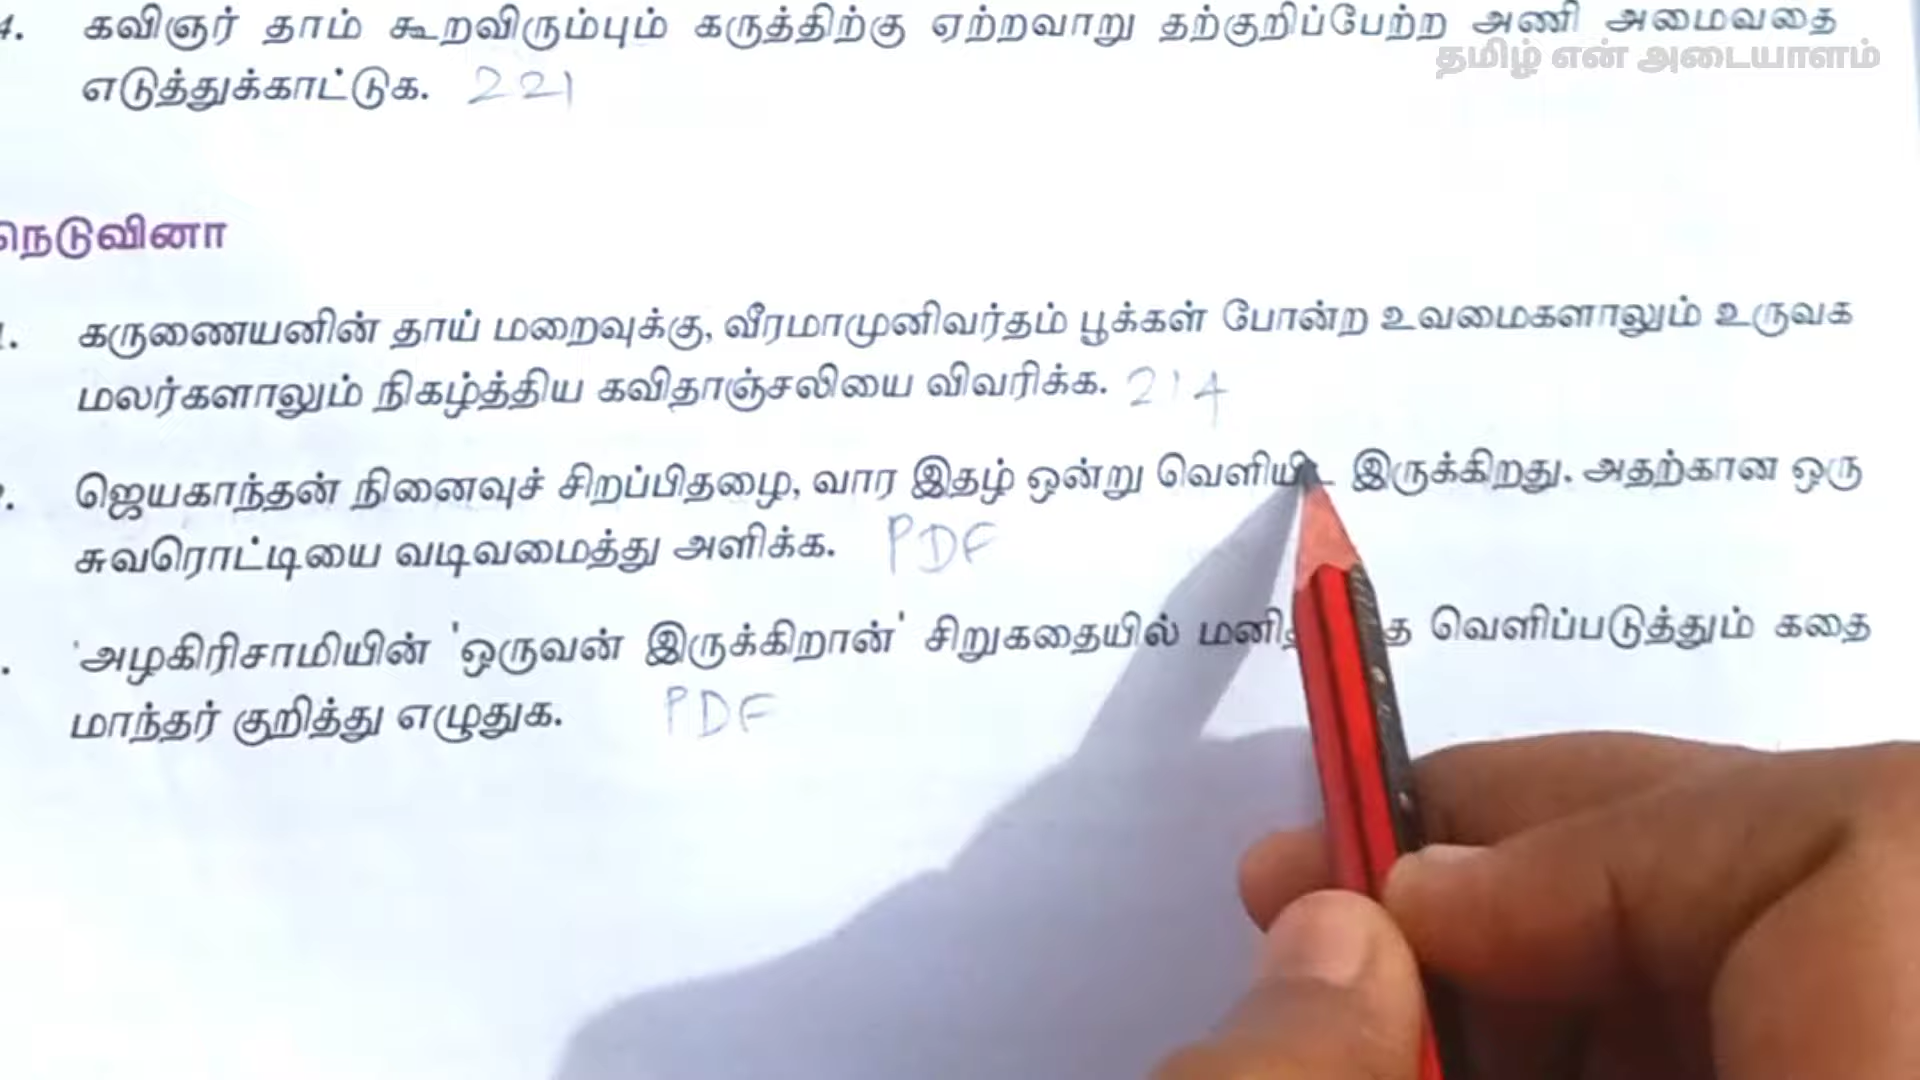 4. கவிஞர் தாம் கூறவிரும்பும் கருத்திற்கு ஏற்றவாறு தற்குறிப்பேற்ற அணி அமைவதை
தமிழ் என் அடையாளம்
எடுத்துக்காட்டுக. 221
நெடுவினா
1. கருணையனின் தாய் மறைவுக்கு, வீரமாமுனிவர்தம் பூக்கள் போன்ற உவமைகளாலும் உருவக
மலர்களாலும் நிகழ்த்திய கவிதாஞ்சலியை விவரிக்க. 214
ஜெயகாந்தன் நினைவுச் சிறப்பிதழை, வார இதழ் ஒன்று வெளியிட இருக்கிறது. அதற்கான ஒரு
சுவரொட்டியை வடிவமைத்து அளிக்க. PDF
'அழகிரிசாமியின் 'ஒருவன் இருக்கிறான்' சிறுகதையில் வெளிப்படுத்தும் கதை
மாந்தர் குறித்து எழுதுக. PDF